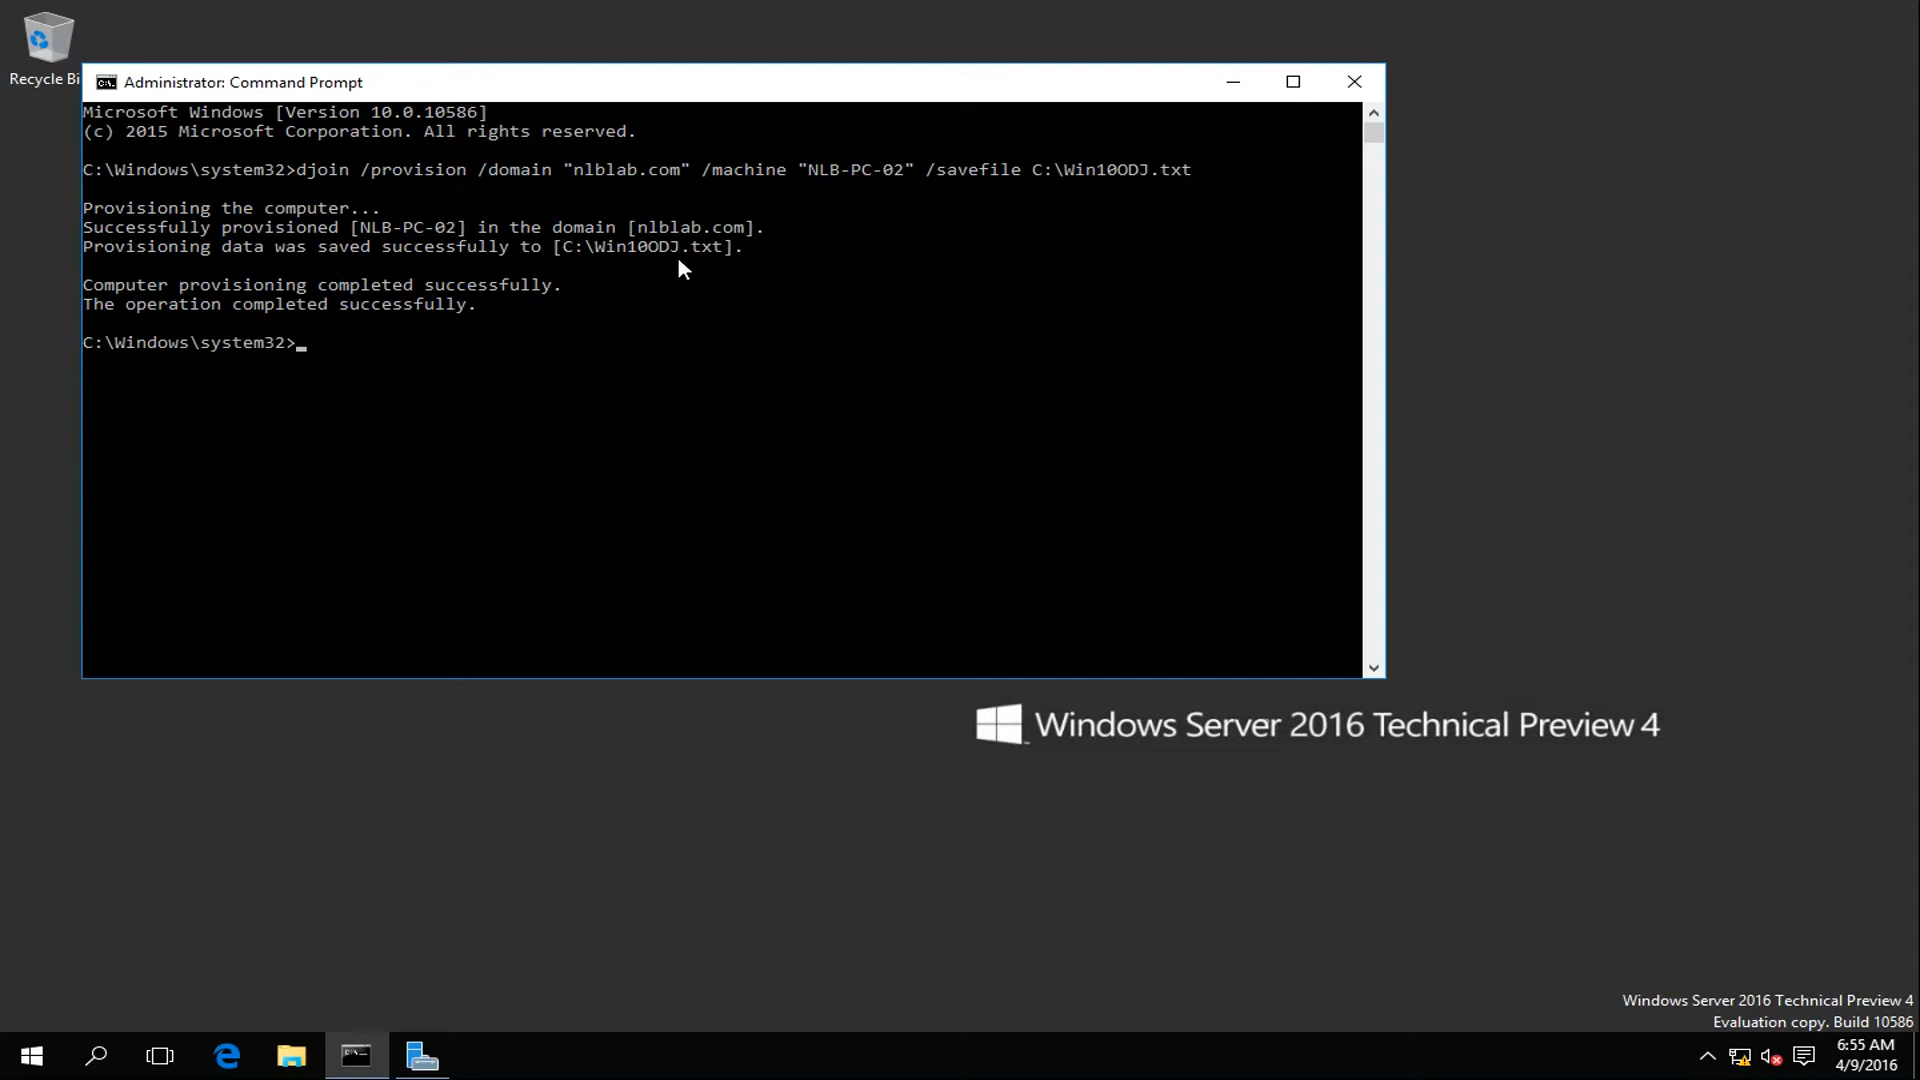 Recycle Bi
Administrator: Command Prompt
Microsoft Windows [Version 10.0.10586]
(c) 2015 Microsoft Corporation. All rights reserved.
C:\Windows\system32>djoin /provision /domain "nlblab.com" /machine "NLB-PC-02" /savefile C:\Win10ODJ.txt
Provisioning the computer...
Successfully provisioned [NLB-PC-02] in the domain [nlblab.com].
Provisioning data was saved successfully to [C:\Win10ODJ.txt].
Computer provisioning completed successfully.
The operation completed successfully.
C:\Windows\system32>
Windows Server 2016 Technical Preview 4
Windows Server 2016 Technical Preview 4
Evaluation copy. Build 10586
6:55 AM
4/9/2016